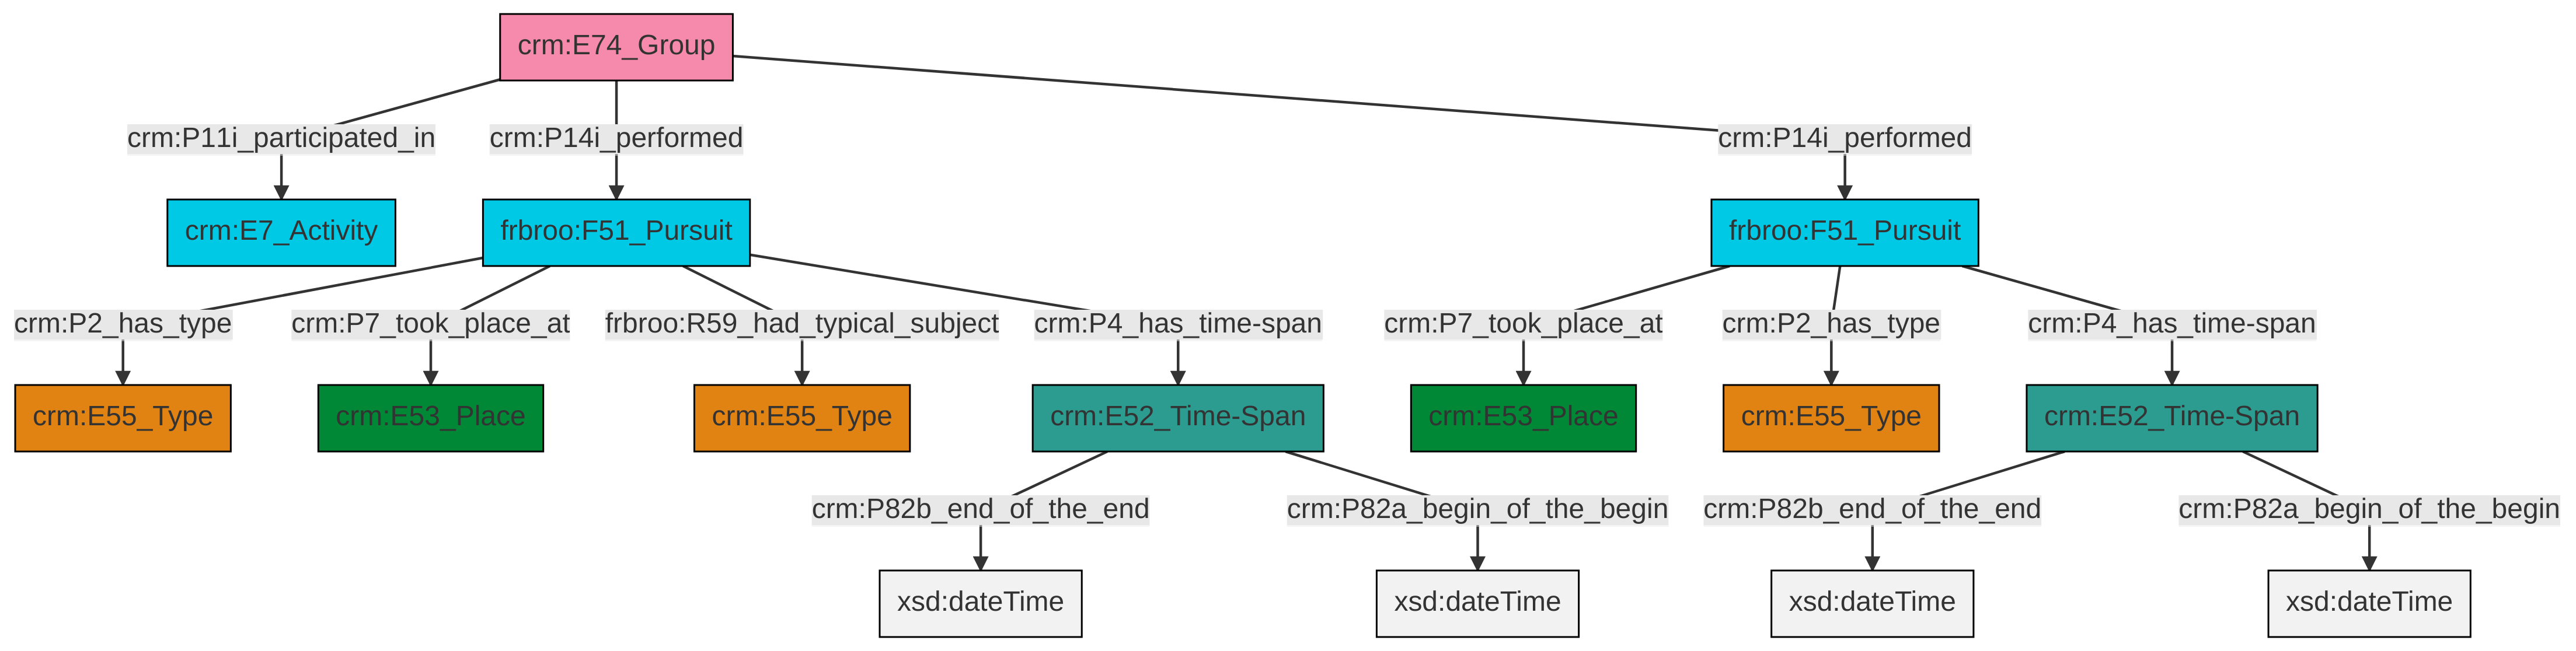 crm:E74_Group
crm:P11i_participated_in
crm:P14i_performed
crm:P14i_performed
crm:E7_Activity
frbroo:F51_Pursuit
frbroo:F51_Pursuit
crm:P2_has_type
crm:P7_took_place_at
frbroo:R59_had_typical_subject
crm:P4_has_time-span
crm:P7_took_place_at
crm:P2_has_type
crm:P4_has_time-span
crm:E55_Type
crm:E53_Place
crm:E55_Type
crm:E52_Time-Span
crm:E53_Place
crm:E55_Type
crm:E52_Time-Span
crm:P82b_end_of_the_end
crm:P82a_begin_of_the_begin
crm:P82b_end_of_the_end
crm:P82a_begin_of_the_begin
xsd:dateTime
xsd:dateTime
xsd:dateTime
xsd:dateTime